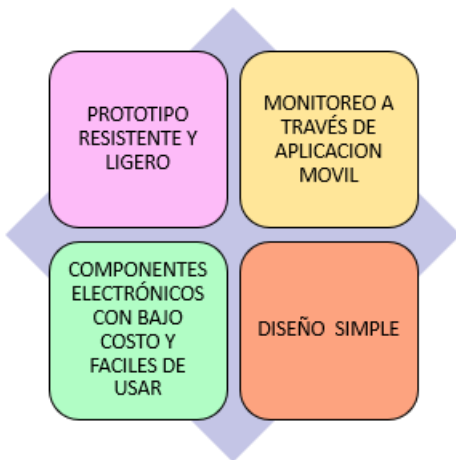 PROTOTIPO
RESISTENTE Y
LIGERO
MONITOREO A
TRAVÉS DE
APLICACION
MOVIL
COMPONENTES
ELECTRÓNICOS
CON BAJO
COSTO Y
FACILES DE
USAR
DISEÑO SIMPLE